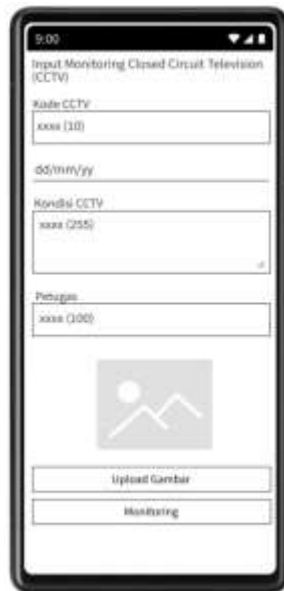 9:00
Input Monitoring Closed Circuit Television
(CCTV)
Kode CCTV
xxxx (10)
dd/mm/yy
Kondisi CCTV
xxxx (255)
Petugas
xxxx (100)
Upload Gambar
Monitoring